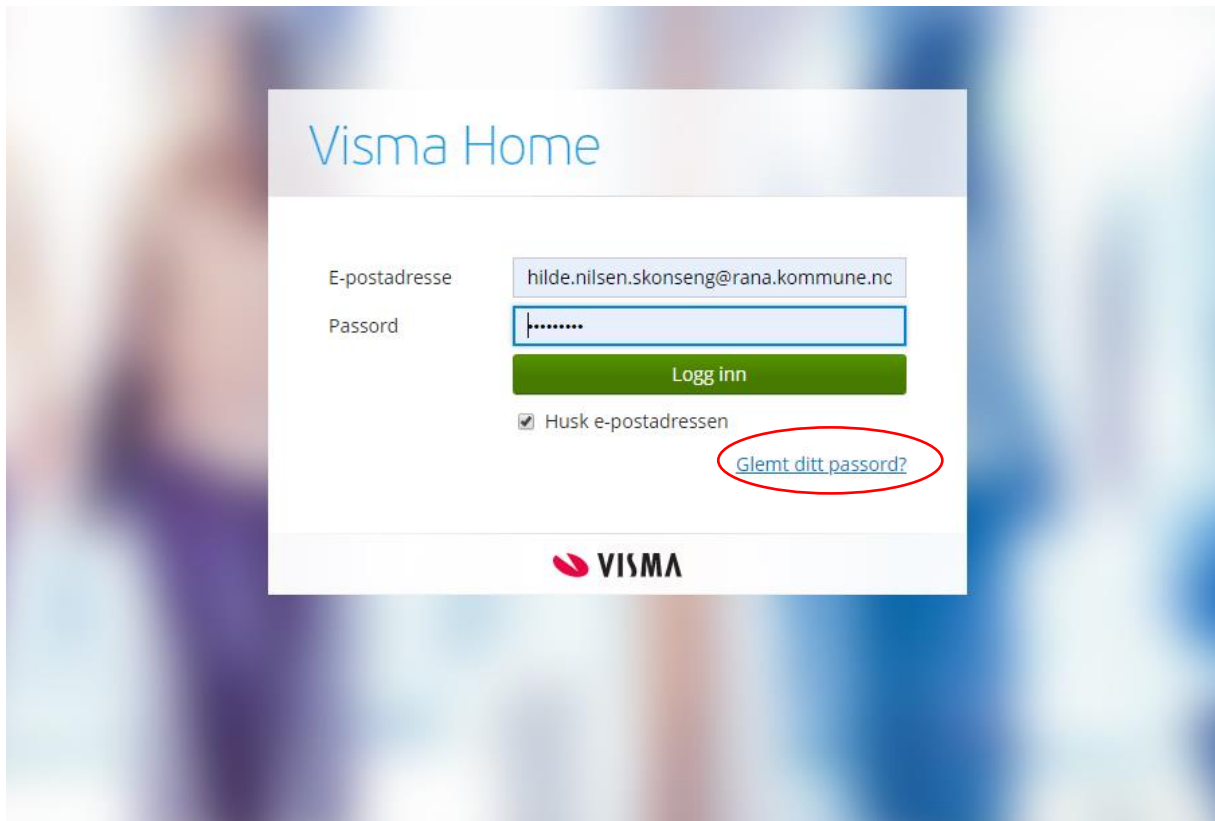 Visma Home
E-postadresse hilde.nilsen.skonseng@rana.kommune.no
Passord •••••••••
Logg inn
Husk e-postadressen
Glemt ditt passord?
VISMA